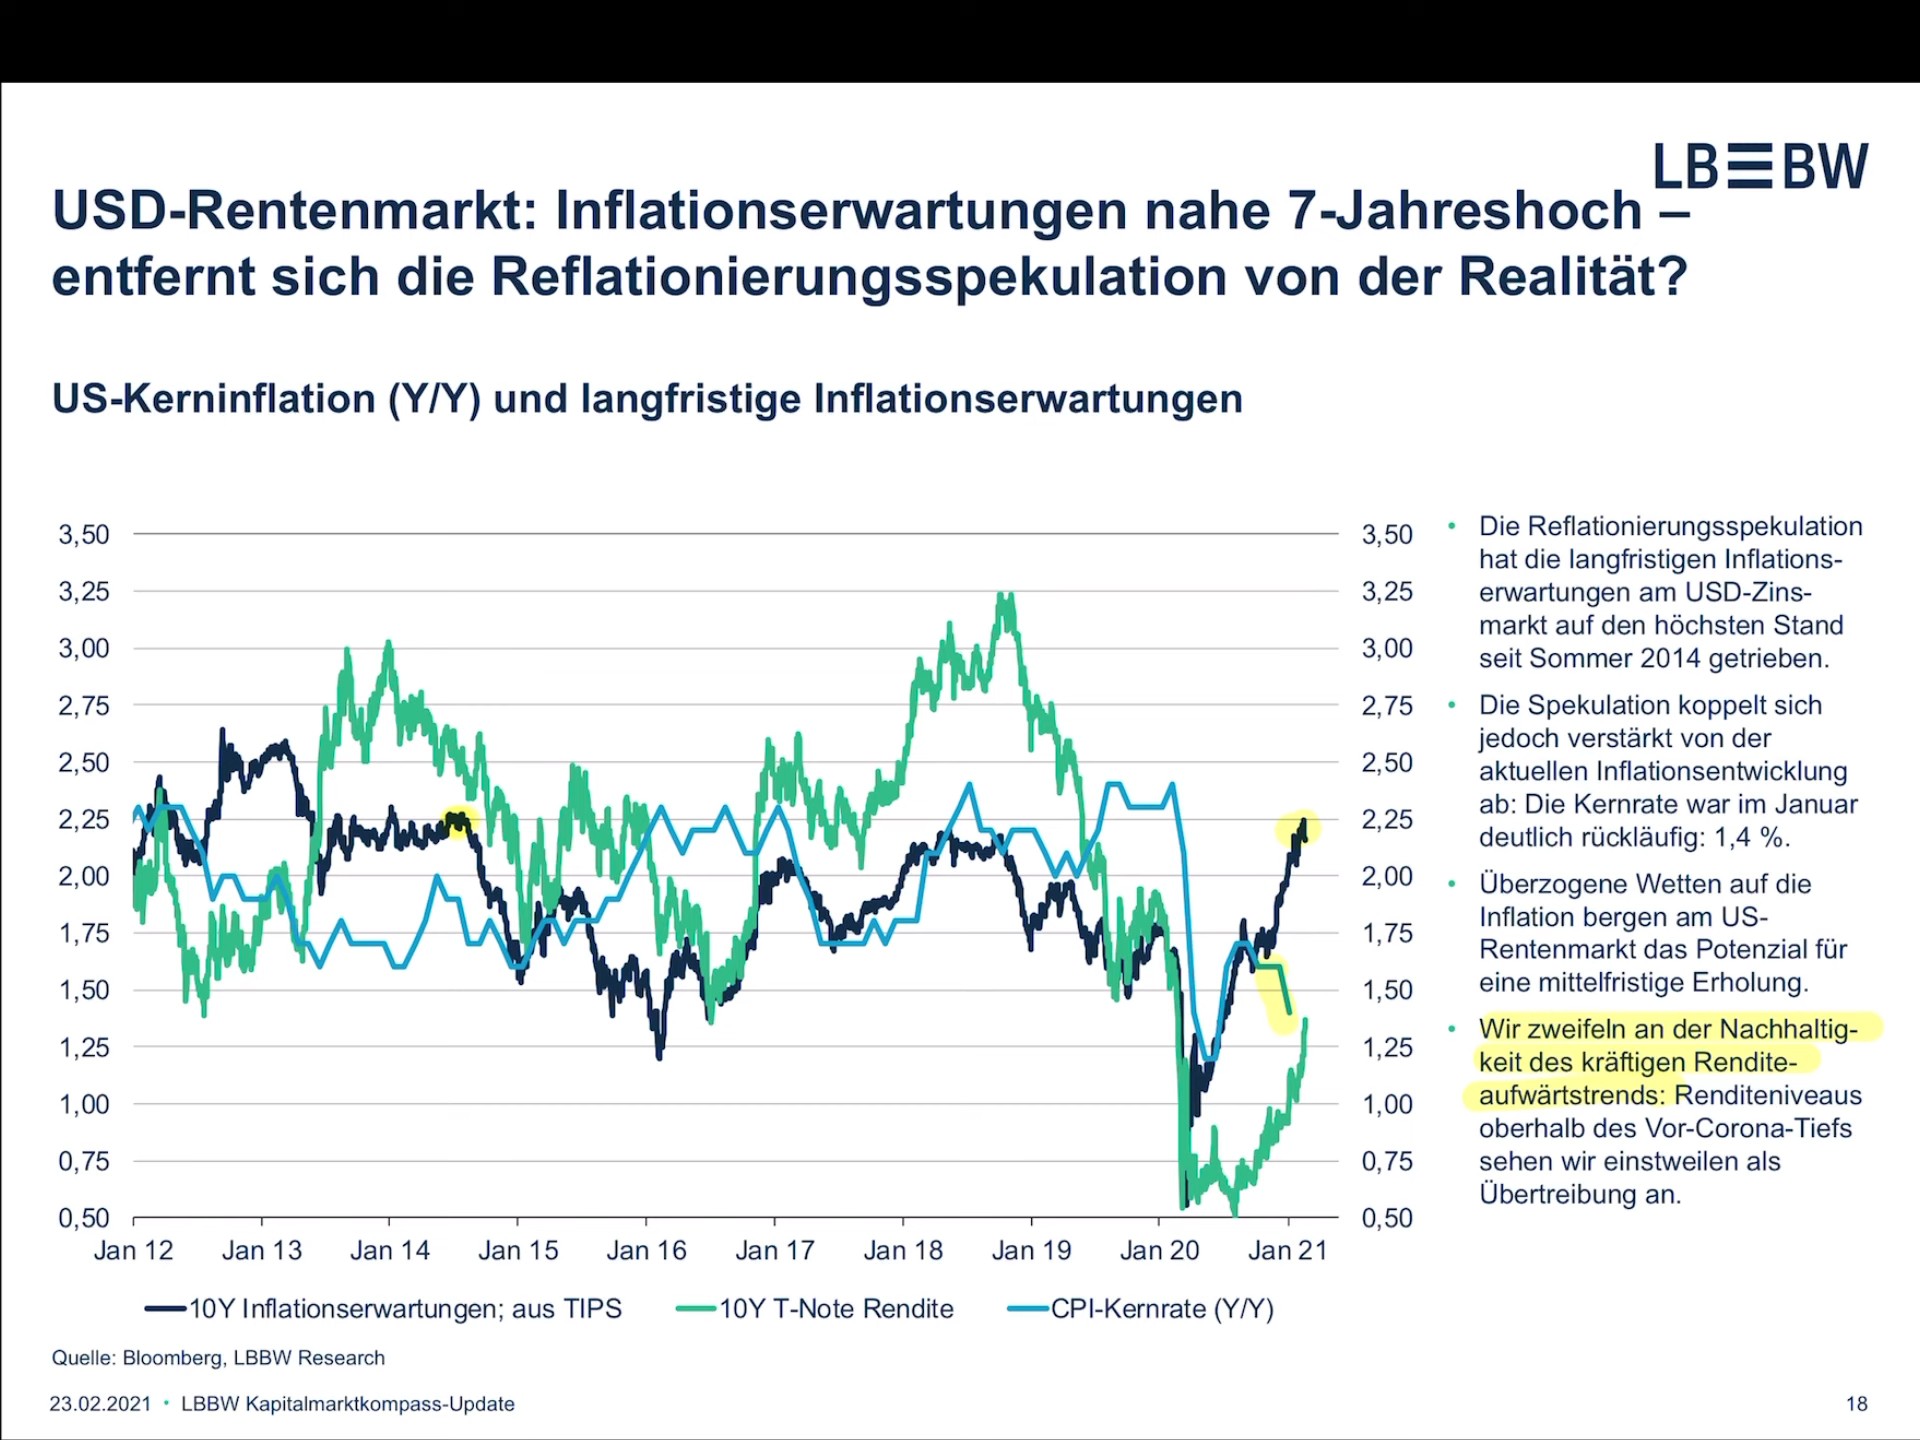 LBBW
USD-Rentenmarkt: Inflationserwartungen nahe 7-Jahreshoch –
entfernt sich die Reflationierungsspekulation von der Realität?
US-Kerninflation (Y/Y) und langfristige Inflationserwartungen
3,50
3,25
3,00
2,75
2,50
2,25
2,00
1,75
1,50
1,25
1,00
0,75
0,50
3,50
3,25
3,00
2,75
2,50
2,25
2,00
1,75
1,50
1,25
1,00
0,75
0,50
Jan 12 Jan 13 Jan 14 Jan 15 Jan 16 Jan 17 Jan 18 Jan 19 Jan 20 Jan 21
10Y Inflationserwartungen; aus TIPS 10Y T-Note Rendite CPI-Kernrate (Y/Y)
• Die Reflationierungsspekulation
hat die langfristigen Inflations-
erwartungen am USD-Zins-
markt auf den höchsten Stand
seit Sommer 2014 getrieben.
• Die Spekulation koppelt sich
jedoch verstärkt von der
aktuellen Inflationsentwicklung
ab: Die Kernrate war im Januar
deutlich rückläufig: 1,4 %.
• Überzogene Wetten auf die
Inflation bergen am US-
Rentenmarkt das Potenzial für
eine mittelfristige Erholung.
• Wir zweifeln an der Nachhaltig-
keit des kräftigen Rendite-
aufwärtstrends: Renditeniveaus
oberhalb des Vor-Corona-Tiefs
sehen wir einstweilen als
Übertreibung an.
Quelle: Bloomberg, LBBW Research
23.02.2021 • LBBW Kapitalmarktkompass-Update
18